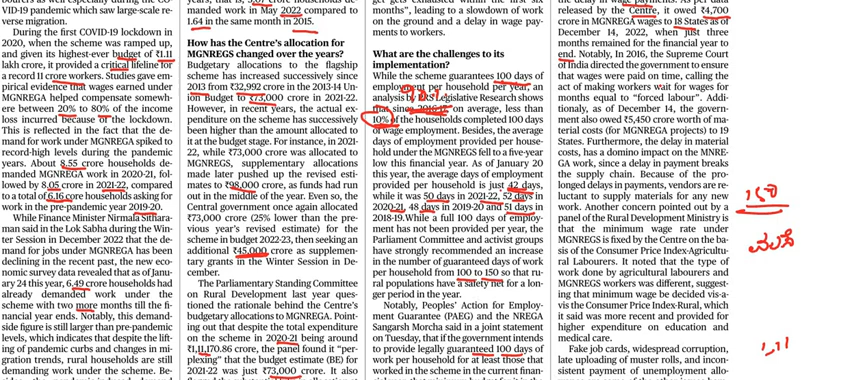 VID-19 pandemic which saw large-scale re-
verse migration.
During the first COVID-19 lockdown in
2020, when the scheme was ramped up,
and given its highest-ever budget of ₹1.11
lakh crore, it provided a critical lifeline for
a record 11 crore workers. Studies gave em-
pirical evidence that wages earned under
MGNREGA helped compensate somewh-
ere between 20% to 80% of the income
loss incurred because of the lockdown.
This is reflected in the fact that the de-
mand for work under MGNREGA spiked to
record-high levels during the pandemic
years. About 8.55 crore households de-
manded MGNREGA work in 2020-21, fol-
lowed by 8.05 crore in 2021-22, compared
to a total of 6.16 crore households asking for
work in the pre-pandemic year 2019-20.
While Finance Minister Nirmala Sithara-
man said in the Lok Sabha during the Win-
ter Session in December 2022 that the de-
mand for jobs under MGNREGA has been
declining in the recent past, the new eco-
nomic survey data revealed that as of Janu-
ary 24 this year, 6.49 crore households had
already demanded work under the
scheme with two more months till the fi-
nancial year ends. Notably, this demand-
side figure is still larger than pre-pandemic
levels, which indicates that despite the lift-
ing of pandemic curbs and changes in mi-
gration trends, rural households are still
demanding work under the scheme. Be-
manded work in May 2022 compared to
1.64 in the same month in 2015.
How has the Centre's allocation for
MGNREGS changed over the years?
Budgetary allocations to the flagship
scheme has increased successively since
2013 from ₹32,992 crore in the 2013-14 Un-
ion Budget to ₹73,000 crore in 2021-22.
However, in recent years, the actual ex-
penditure on the scheme has successively
been higher than the amount allocated to
it at the budget stage. For instance, in 2021-
22, while ₹73,000 crore was allocated to
MGNREGS, supplementary allocations
made later pushed up the revised esti-
mates to ₹98,000 crore, as funds had run
out in the middle of the year. Even so, the
Central government once again allocated
₹73,000 crore (25% lower than the pre-
vious year's revised estimate) for the
scheme in budget 2022-23, then seeking an
additional ₹45,000 crore as supplemen-
tary grants in the Winter Session in De-
cember.
The Parliamentary Standing Committee
on Rural Development last year ques-
tioned the rationale behind the Centre's
budgetary allocations to MGNREGA. Point-
ing out that despite the total expenditure
on the scheme in 2020-21 being around
₹1,11,170.86 crore, the panel found it "per-
plexing" that the budget estimate (BE) for
2021-22 was just ₹73,000 crore. It also
months", leading to a slowdown of work
on the ground and a delay in wage pay-
ments to workers.
What are the challenges to its
implementation?
While the scheme guarantees 100 days of
employment per household per year, an
analysis by PRS Legislative Research shows
that since 2016-17, on average, less than
10% of the households completed 100 days
of wage employment. Besides, the average
days of employment provided per house-
hold under the MGNREGS fell to a five-year
low this financial year. As of January 20
this year, the average days of employment
provided per household is just 42 days,
while it was 50 days in 2021-22, 52 days in
2020-21, 48 days in 2019-20 and 51 days in
2018-19.While a full 100 days of employ-
ment has not been provided per year, the
Parliament Committee and activist groups
have strongly recommended an increase
in the number of guaranteed days of work
per household from 100 to 150 so that ru-
ral populations have a safety net for a lon-
ger period in the year.
Notably, Peoples' Action for Employ-
ment Guarantee (PAEG) and the NREGA
Sangarsh Morcha said in a joint statement
on Tuesday, that if the government intends
to provide legally guaranteed 100 days of
work per household for at least those that
worked in the scheme in the current finan-
released by the Centre, it owed ₹4,700
crore in MGNREGA wages to 18 States as of
December 14, 2022, when just three
months remained for the financial year to
end. Notably, in 2016, the Supreme Court
of India directed the government to ensure
that wages were paid on time, calling the
act of making workers wait for wages for
months equal to "forced labour". Addi-
tionaly, as of December 14, the govern-
ment also owed ₹5,450 crore worth of ma-
terial costs (for MGNREGA projects) to 19
States. Furthermore, the delay in material
costs, has a domino impact on the MNRE-
GA work, since a delay in payment breaks
the supply chain. Because of the pro-
longed delays in payments, vendors are re-
luctant to supply materials for any new
work. Another concern pointed out by a
panel of the Rural Development Ministry is
that the minimum wage rate under
MGNREGS is fixed by the Centre on the ba-
sis of the Consumer Price Index-Agricultu-
ral Labourers. It noted that the type of
work done by agricultural labourers and
MGNREGS workers was different, suggest-
ing that minimum wage be decided vis-a-
vis the Consumer Price Index-Rural, which
it said was more recent and provided for
higher expenditure on education and
medical care.
Fake job cards, widespread corruption,
late uploading of muster rolls, and incon-
sistent payment of unemployment allo-
90%
150